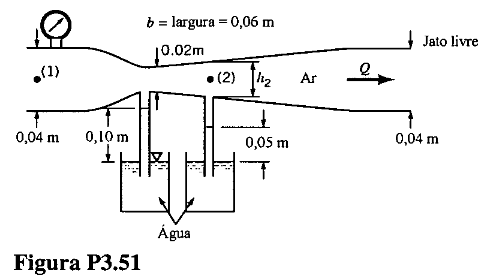 b = largura = 0,06 m
0.02m
Jato livre
(1)
(2)
h2
Ar
Q
0,04 m
0,10 m
0,05 m
0,04 m
Água
Figura P3.51